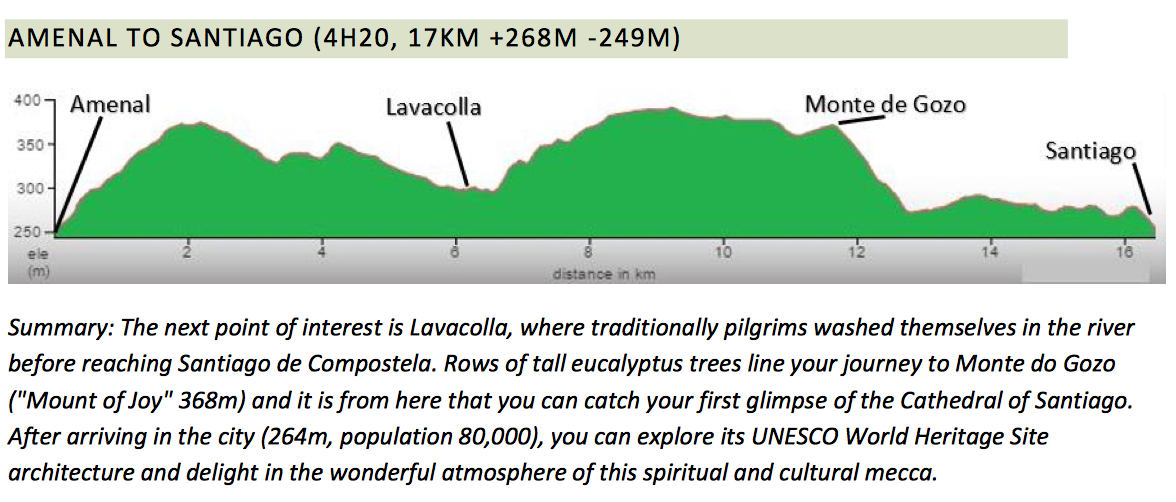 AMENAL TO SANTIAGO (4H20, 17KM +268M -249M)
400
Amenal
Lavacolla
Monte de Gozo
350
Santiago
300
250
ele
(m)
2
4
6
8
10
12
14
16
distance in km
Summary: The next point of interest is Lavacolla, where traditionally pilgrims washed themselves in the river
before reaching Santiago de Compostela. Rows of tall eucalyptus trees line your journey to Monte do Gozo
("Mount of Joy" 368m) and it is from here that you can catch your first glimpse of the Cathedral of Santiago.
After arriving in the city (264m, population 80,000), you can explore its UNESCO World Heritage Site
architecture and delight in the wonderful atmosphere of this spiritual and cultural mecca.